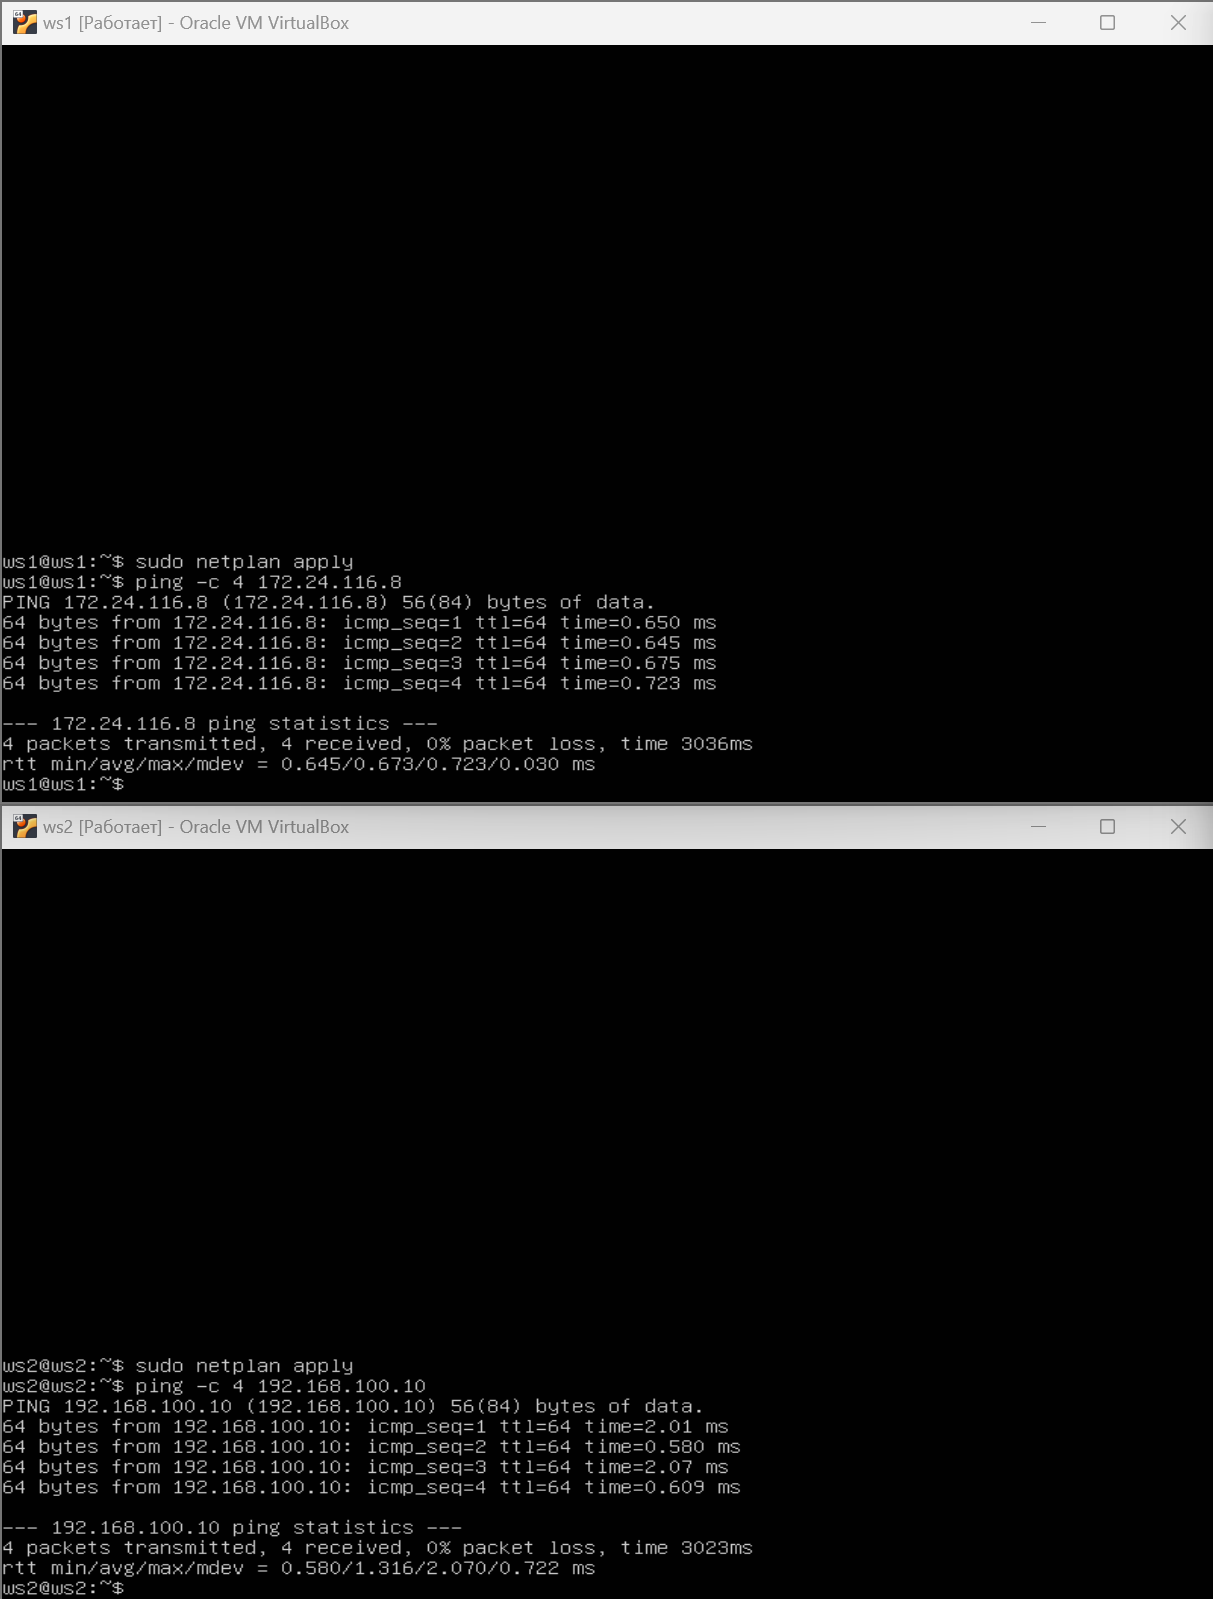 ws1 [Работает] - Oracle VM VirtualBox
ws1@ws1:~$ sudo netplan apply
ws1@ws1:~$ ping -c 4 172.24.116.8
PING 172.24.116.8 (172.24.116.8) 56(84) bytes of data.
64 bytes from 172.24.116.8: icmp_seq=1 ttl=64 time=0.650 ms
64 bytes from 172.24.116.8: icmp_seq=2 ttl=64 time=0.645 ms
64 bytes from 172.24.116.8: icmp_seq=3 ttl=64 time=0.675 ms
64 bytes from 172.24.116.8: icmp_seq=4 ttl=64 time=0.723 ms
--- 172.24.116.8 ping statistics ---
4 packets transmitted, 4 received, 0% packet loss, time 3036ms
rtt min/avg/max/mdev = 0.645/0.673/0.723/0.030 ms
ws1@ws1:~$
ws2 [Работает] - Oracle VM VirtualBox
ws2@ws2:~$ sudo netplan apply
ws2@ws2:~$ ping -c 4 192.168.100.10
PING 192.168.100.10 (192.168.100.10) 56(84) bytes of data.
64 bytes from 192.168.100.10: icmp_seq=1 ttl=64 time=2.01 ms
64 bytes from 192.168.100.10: icmp_seq=2 ttl=64 time=0.580 ms
64 bytes from 192.168.100.10: icmp_seq=3 ttl=64 time=2.07 ms
64 bytes from 192.168.100.10: icmp_seq=4 ttl=64 time=0.609 ms
--- 192.168.100.10 ping statistics ---
4 packets transmitted, 4 received, 0% packet loss, time 3023ms
rtt min/avg/max/mdev = 0.580/1.316/2.070/0.722 ms
ws2@ws2:~$